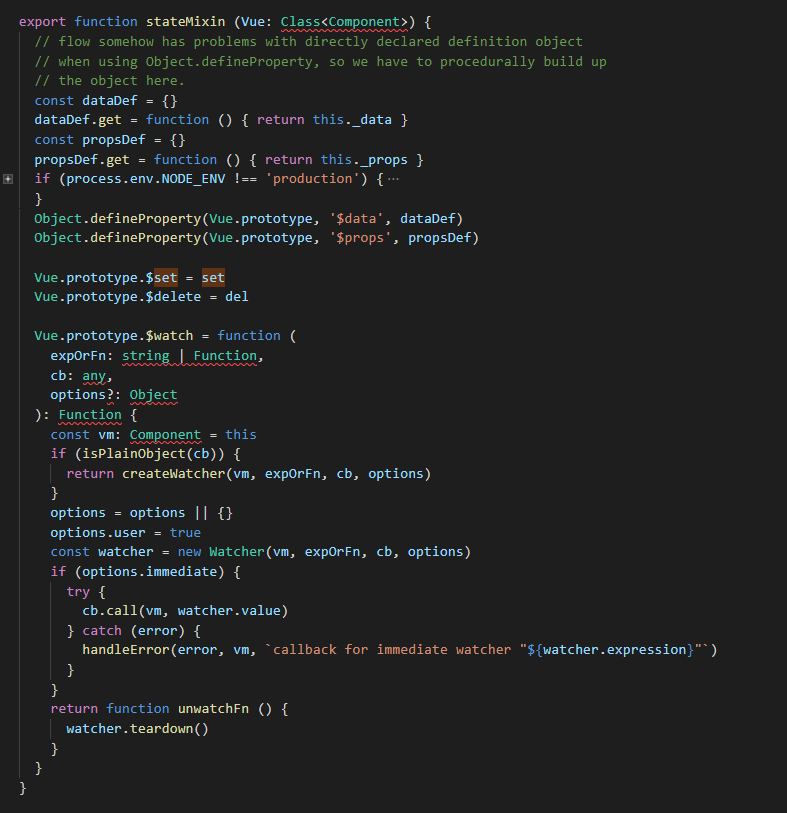 export function stateMixin (Vue: Class<Component>) {
  // flow somehow has problems with directly declared definition object
  // when using Object.defineProperty, so we have to procedurally build up
  // the object here.
  const dataDef = {}
  dataDef.get = function () { return this._data }
  const propsDef = {}
  propsDef.get = function () { return this._props }
  if (process.env.NODE_ENV !== 'production') {⋯
  }
  Object.defineProperty(Vue.prototype, '$data', dataDef)
  Object.defineProperty(Vue.prototype, '$props', propsDef)

  Vue.prototype.$set = set
  Vue.prototype.$delete = del

  Vue.prototype.$watch = function (
    expOrFn: string | Function,
    cb: any,
    options?: Object
  ): Function {
    const vm: Component = this
    if (isPlainObject(cb)) {
      return createWatcher(vm, expOrFn, cb, options)
    }
    options = options || {}
    options.user = true
    const watcher = new Watcher(vm, expOrFn, cb, options)
    if (options.immediate) {
      try {
        cb.call(vm, watcher.value)
      } catch (error) {
        handleError(error, vm, `callback for immediate watcher "${watcher.expression}"`)
      }
    }
    return function unwatchFn () {
      watcher.teardown()
    }
  }
}